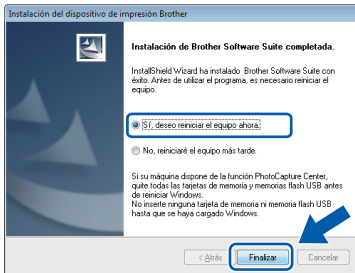 Instalación del dispositivo de impresión Brother
Instalación de Brother Software Suite completada.
InstallShield Wizard ha instalado Brother Software Suite con
éxito. Antes de utilizar el programa, es necesario reiniciar el
equipo.
Sí, deseo reiniciar el equipo ahora.
No, reiniciaré el equipo más tarde.
Si su máquina dispone de la función PhotoCapture Center,
quite todas las tarjetas de memoria y memorias flash USB antes
de reiniciar Windows.
No inserte ninguna tarjeta de memoria ni memoria flash USB
hasta que se haya cargado Windows.
< Atrás Finalizar Cancelar